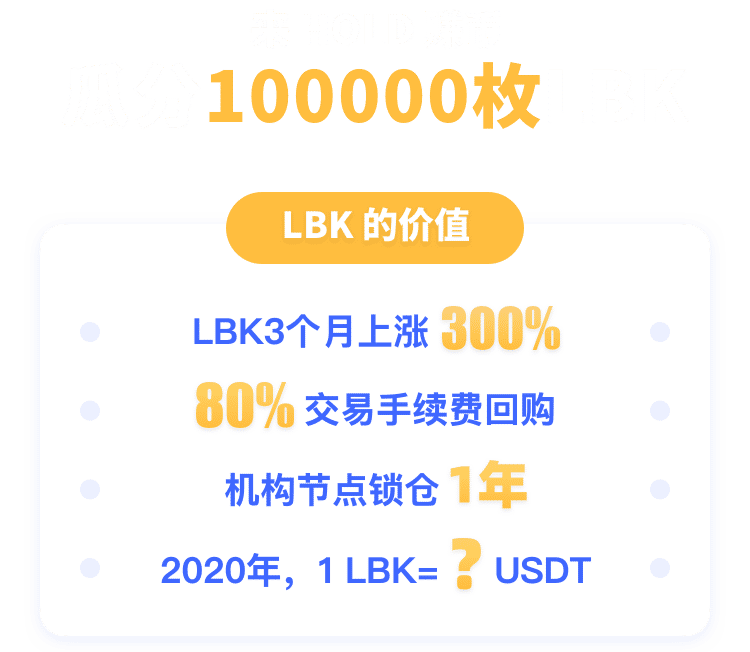 100000枚
LBK 的价值
LBK3个月上涨 300%
80% 交易手续费回购
机构节点锁仓 1年
2020年，1 LBK= ? USDT